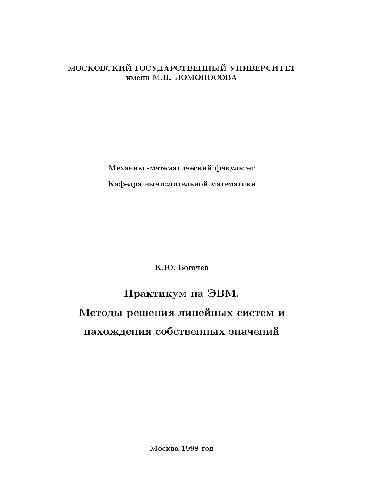 МОСКОВСКИЙ ГОСУДАРСТВЕННЫЙ УНИВЕРСИТЕТ
имени М.В. ЛОМОНОСОВА
Механико-математический факультет
Кафедра вычислительной математики
К.Ю. Богачев
Практикум на ЭВМ.
Методы решения линейных систем и
нахождения собственных значений
Москва 1998 год